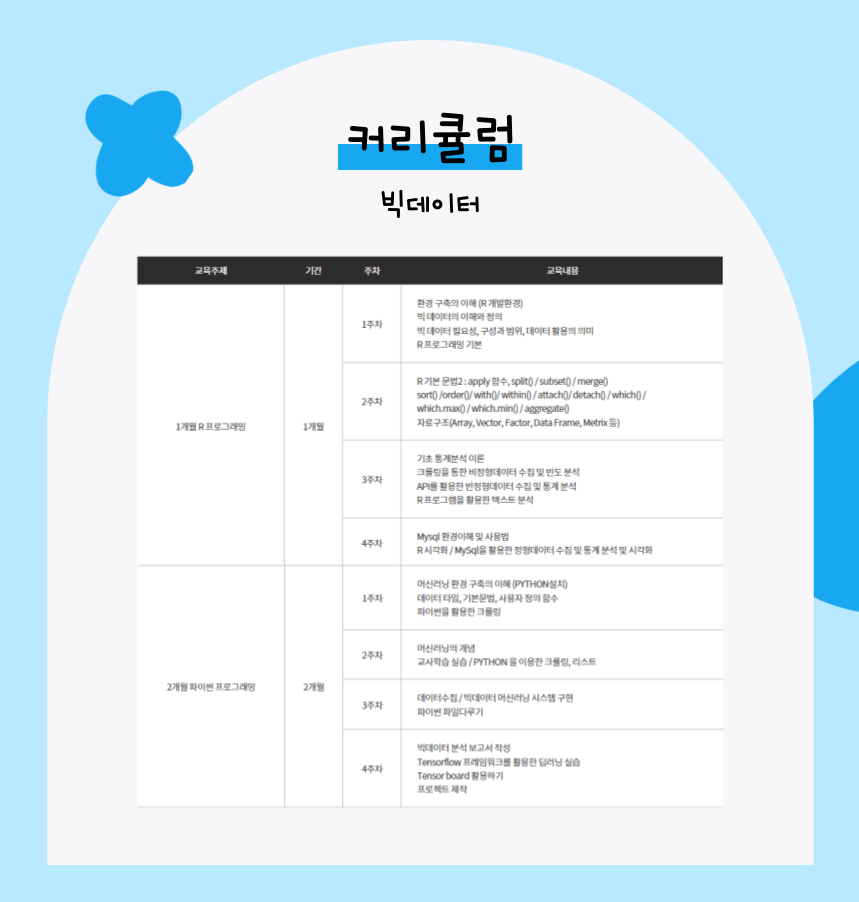 커리큘럼
빅데이터
교육주제 기간 주차 교육내용
1개월 R 프로그래밍 1개월
1주차
환경 구축의 이해 (R 개발환경)
빅 데이터의 이해와 정의
빅 데이터 필요성, 구성과 범위, 데이터 활용의 의미
R 프로그래밍 기본
2주차
R 기본 문법2 : apply 함수, split() / subset() / merge()
sort() /order()/ with()/ within() / attach()/ detach() / which() /
which.max() / which.min() / aggregate()
자료구조(Array, Vector, Factor, Data Frame, Metrix 등)
3주차
기초 통계분석 이론
크롤링을 통한 비정형데이터 수집 및 빈도 분석
API를 활용한 반정형데이터 수집 및 통계 분석
R 프로그램을 활용한 텍스트 분석
4주차
Mysql 환경이해 및 사용법
R 시각화 / MySql을 활용한 정형데이터 수집 및 통계 분석 및 시각화
2개월 파이썬 프로그래밍 2개월
1주차
머신러닝 환경 구축의 이해 (PYTHON설치)
데이터 타입, 기본문법, 사용자 정의 함수
파이썬을 활용한 크롤링
2주차
머신러닝의 개념
교사학습 실습 / PYTHON 을 이용한 크롤링, 리스트
3주차
데이터수집 / 빅데이터 머신러닝 시스템 구현
파이썬 파일다루기
4주차
빅데이터 분석 보고서 작성
Tensorflow 프레임워크를 활용한 딥러닝 실습
Tensor board 활용하기
프로젝트 제작